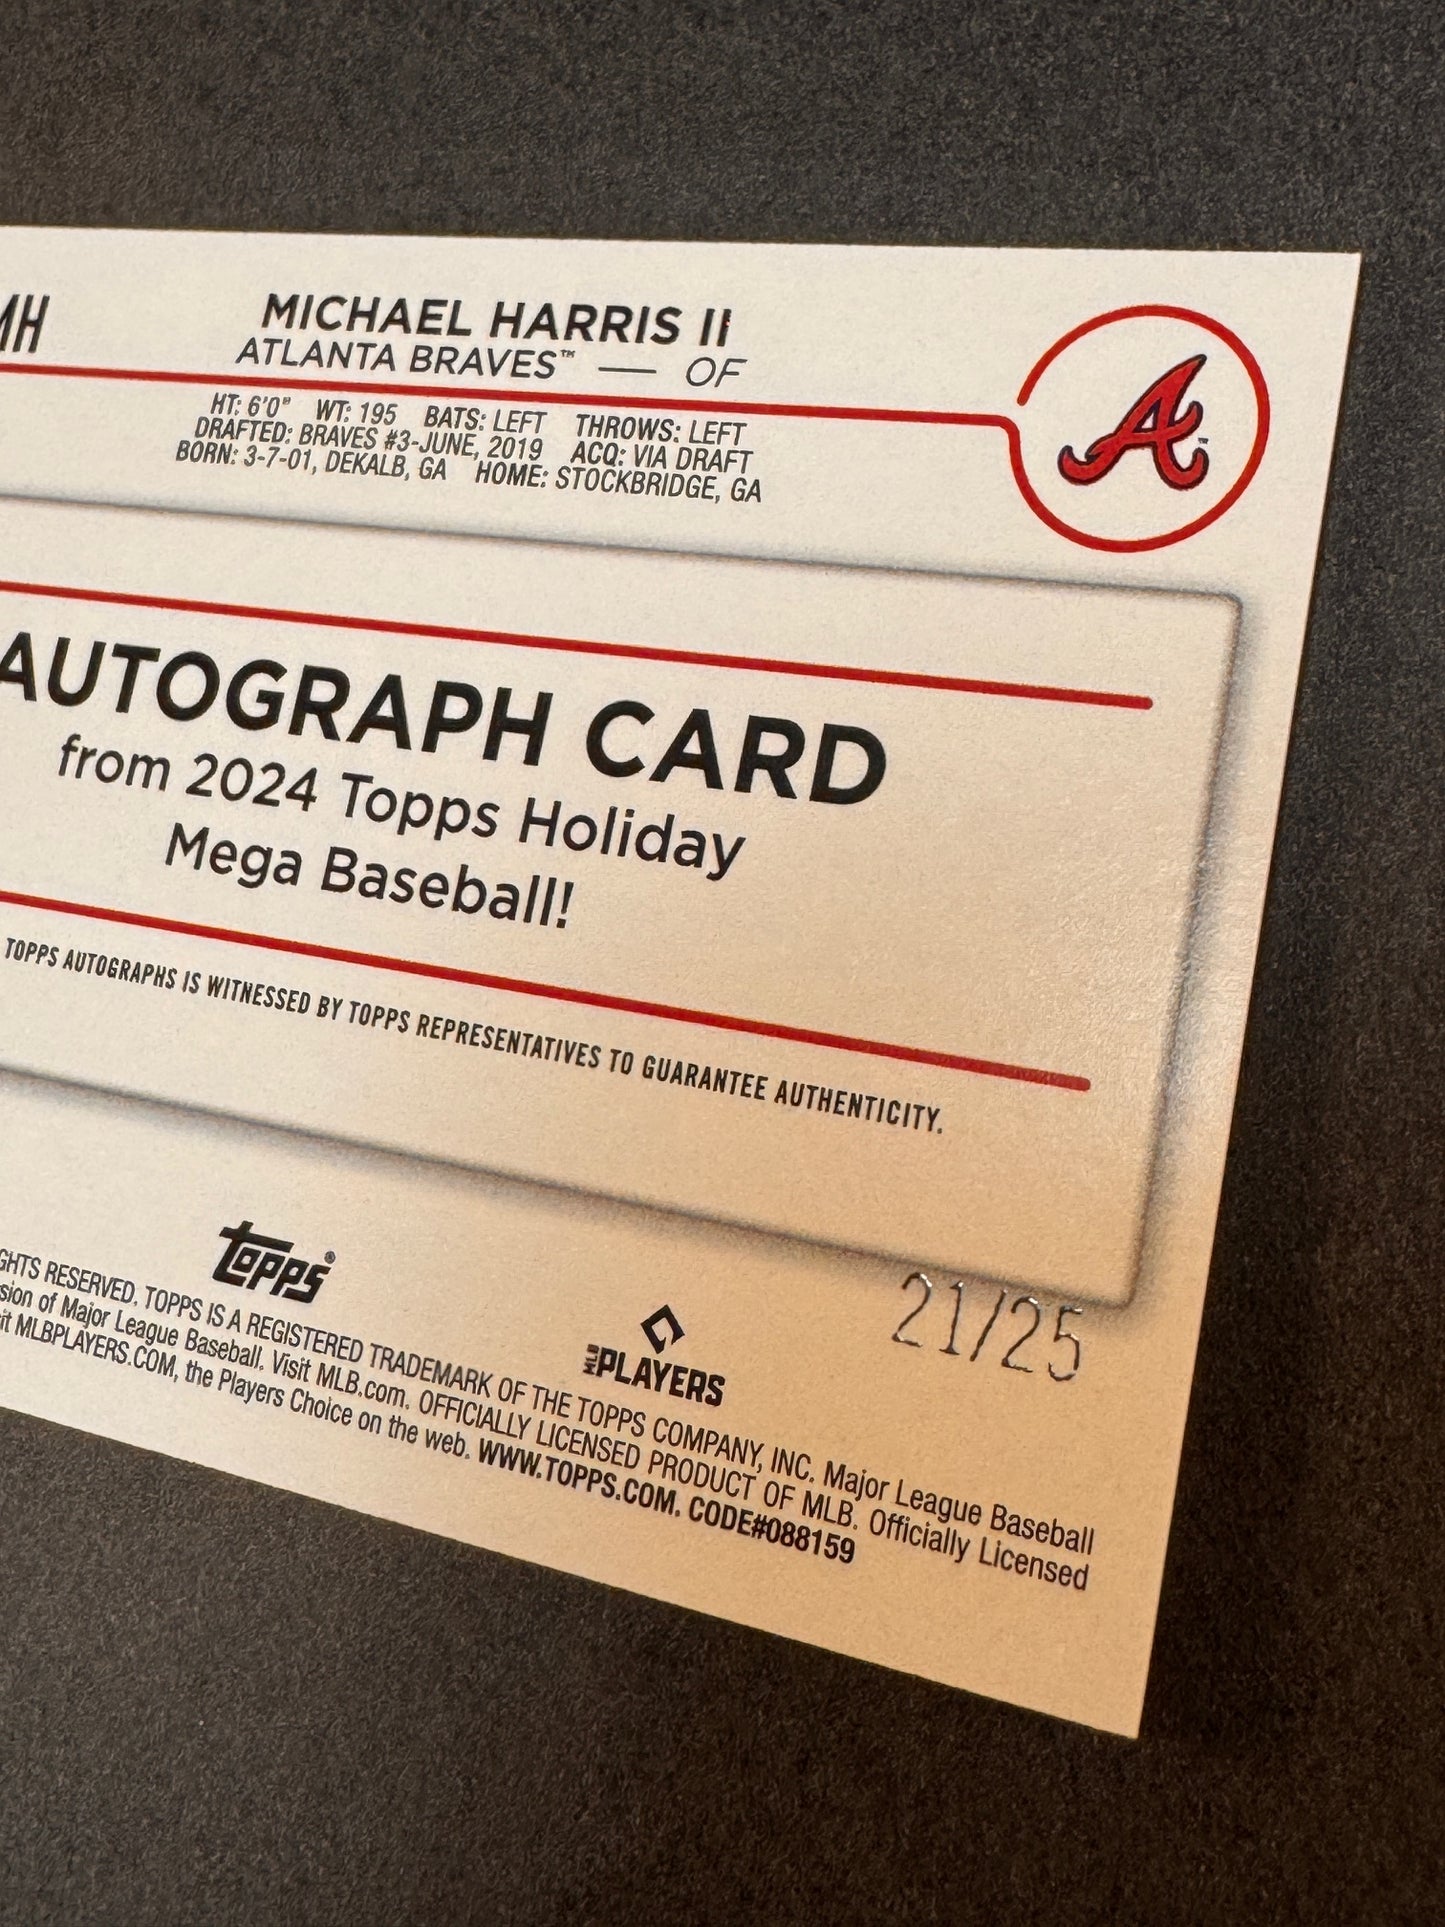 MH
MICHAEL HARRIS II
ATLANTA BRAVES™ — OF
HT: 6'0" WT: 195 BATS: LEFT THROWS: LEFT
DRAFTED: BRAVES #3-JUNE, 2019 ACQ: VIA DRAFT
BORN: 3-7-01, DEKALB, GA HOME: STOCKBRIDGE, GA
A
AUTOGRAPH CARD
from 2024 Topps Holiday
Mega Baseball!
TOPPS AUTOGRAPHS IS WITNESSED BY TOPPS REPRESENTATIVES TO GUARANTEE AUTHENTICITY.
topps®
MLB PLAYERS
21/25
GHTS RESERVED. TOPPS IS A REGISTERED TRADEMARK OF THE TOPPS COMPANY, INC. Major League Baseball
sion of Major League Baseball. Visit MLB.com. OFFICIALLY LICENSED PRODUCT OF MLB. Officially Licensed
it MLBPLAYERS.COM, the Players Choice on the web. WWW.TOPPS.COM. CODE#088159